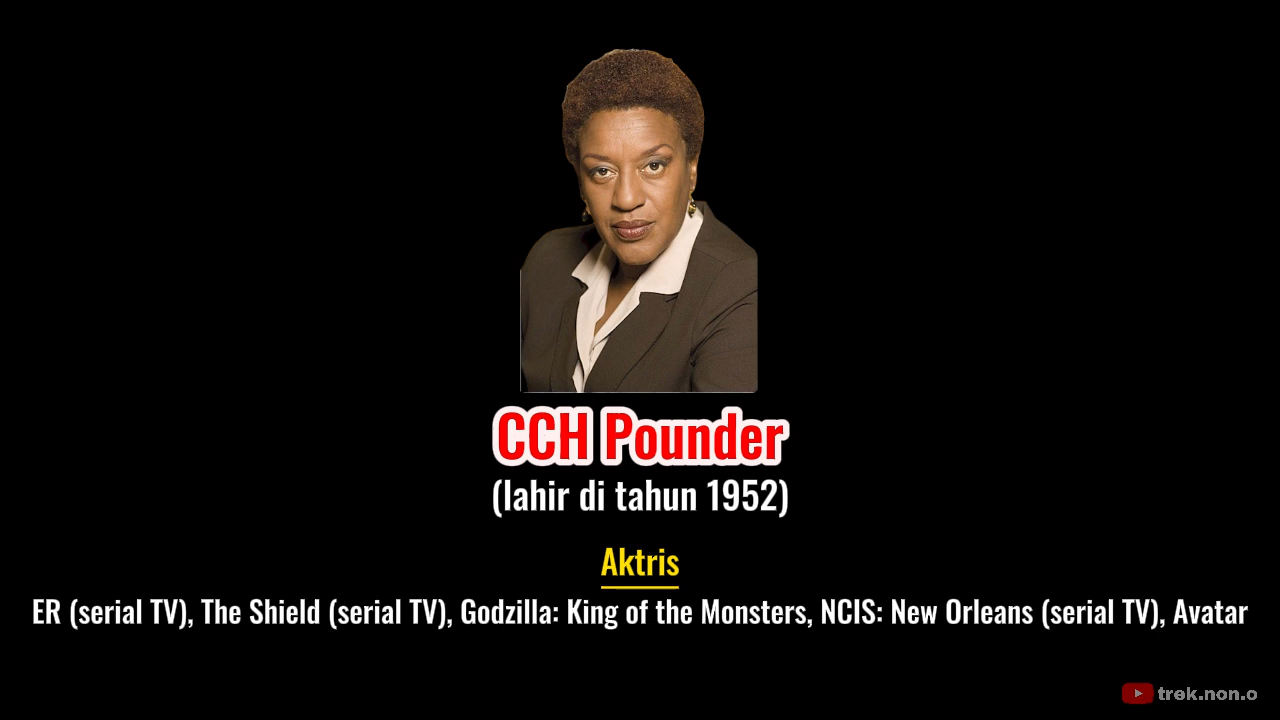 CCH Pounder
(lahir di tahun 1952)
Aktris
ER (serial TV), The Shield (serial TV), Godzilla: King of the Monsters, NCIS: New Orleans (serial TV), Avatar
trek.non.o